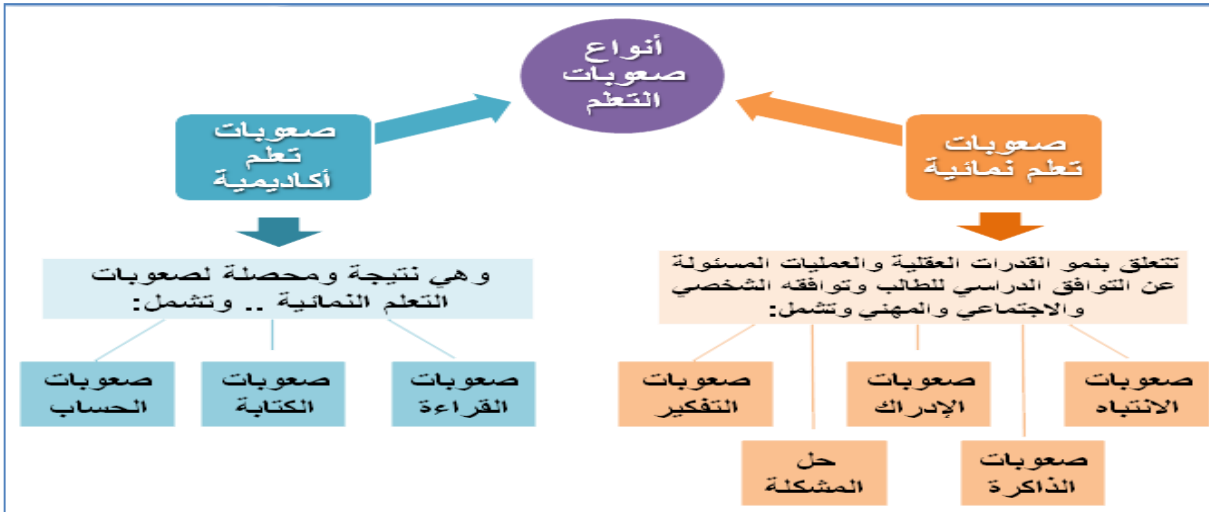 أنواع
صعوبات
التعلم
صعوبات
تعلم نمائية
تتعلق بنمو القدرات العقلية والعمليات المسئولة
عن التوافق الدراسي للطالب وتوافقه الشخصي
والاجتماعي والمهني وتشمل:
صعوبات
الانتباه
صعوبات
الذاكرة
صعوبات
الإدراك
حل
المشكلة
صعوبات
التفكير
صعوبات
تعلم
أكاديمية
وهي نتيجة ومحصلة لصعوبات
التعلم النمائية .. وتشمل:
صعوبات
القراءة
صعوبات
الكتابة
صعوبات
الحساب